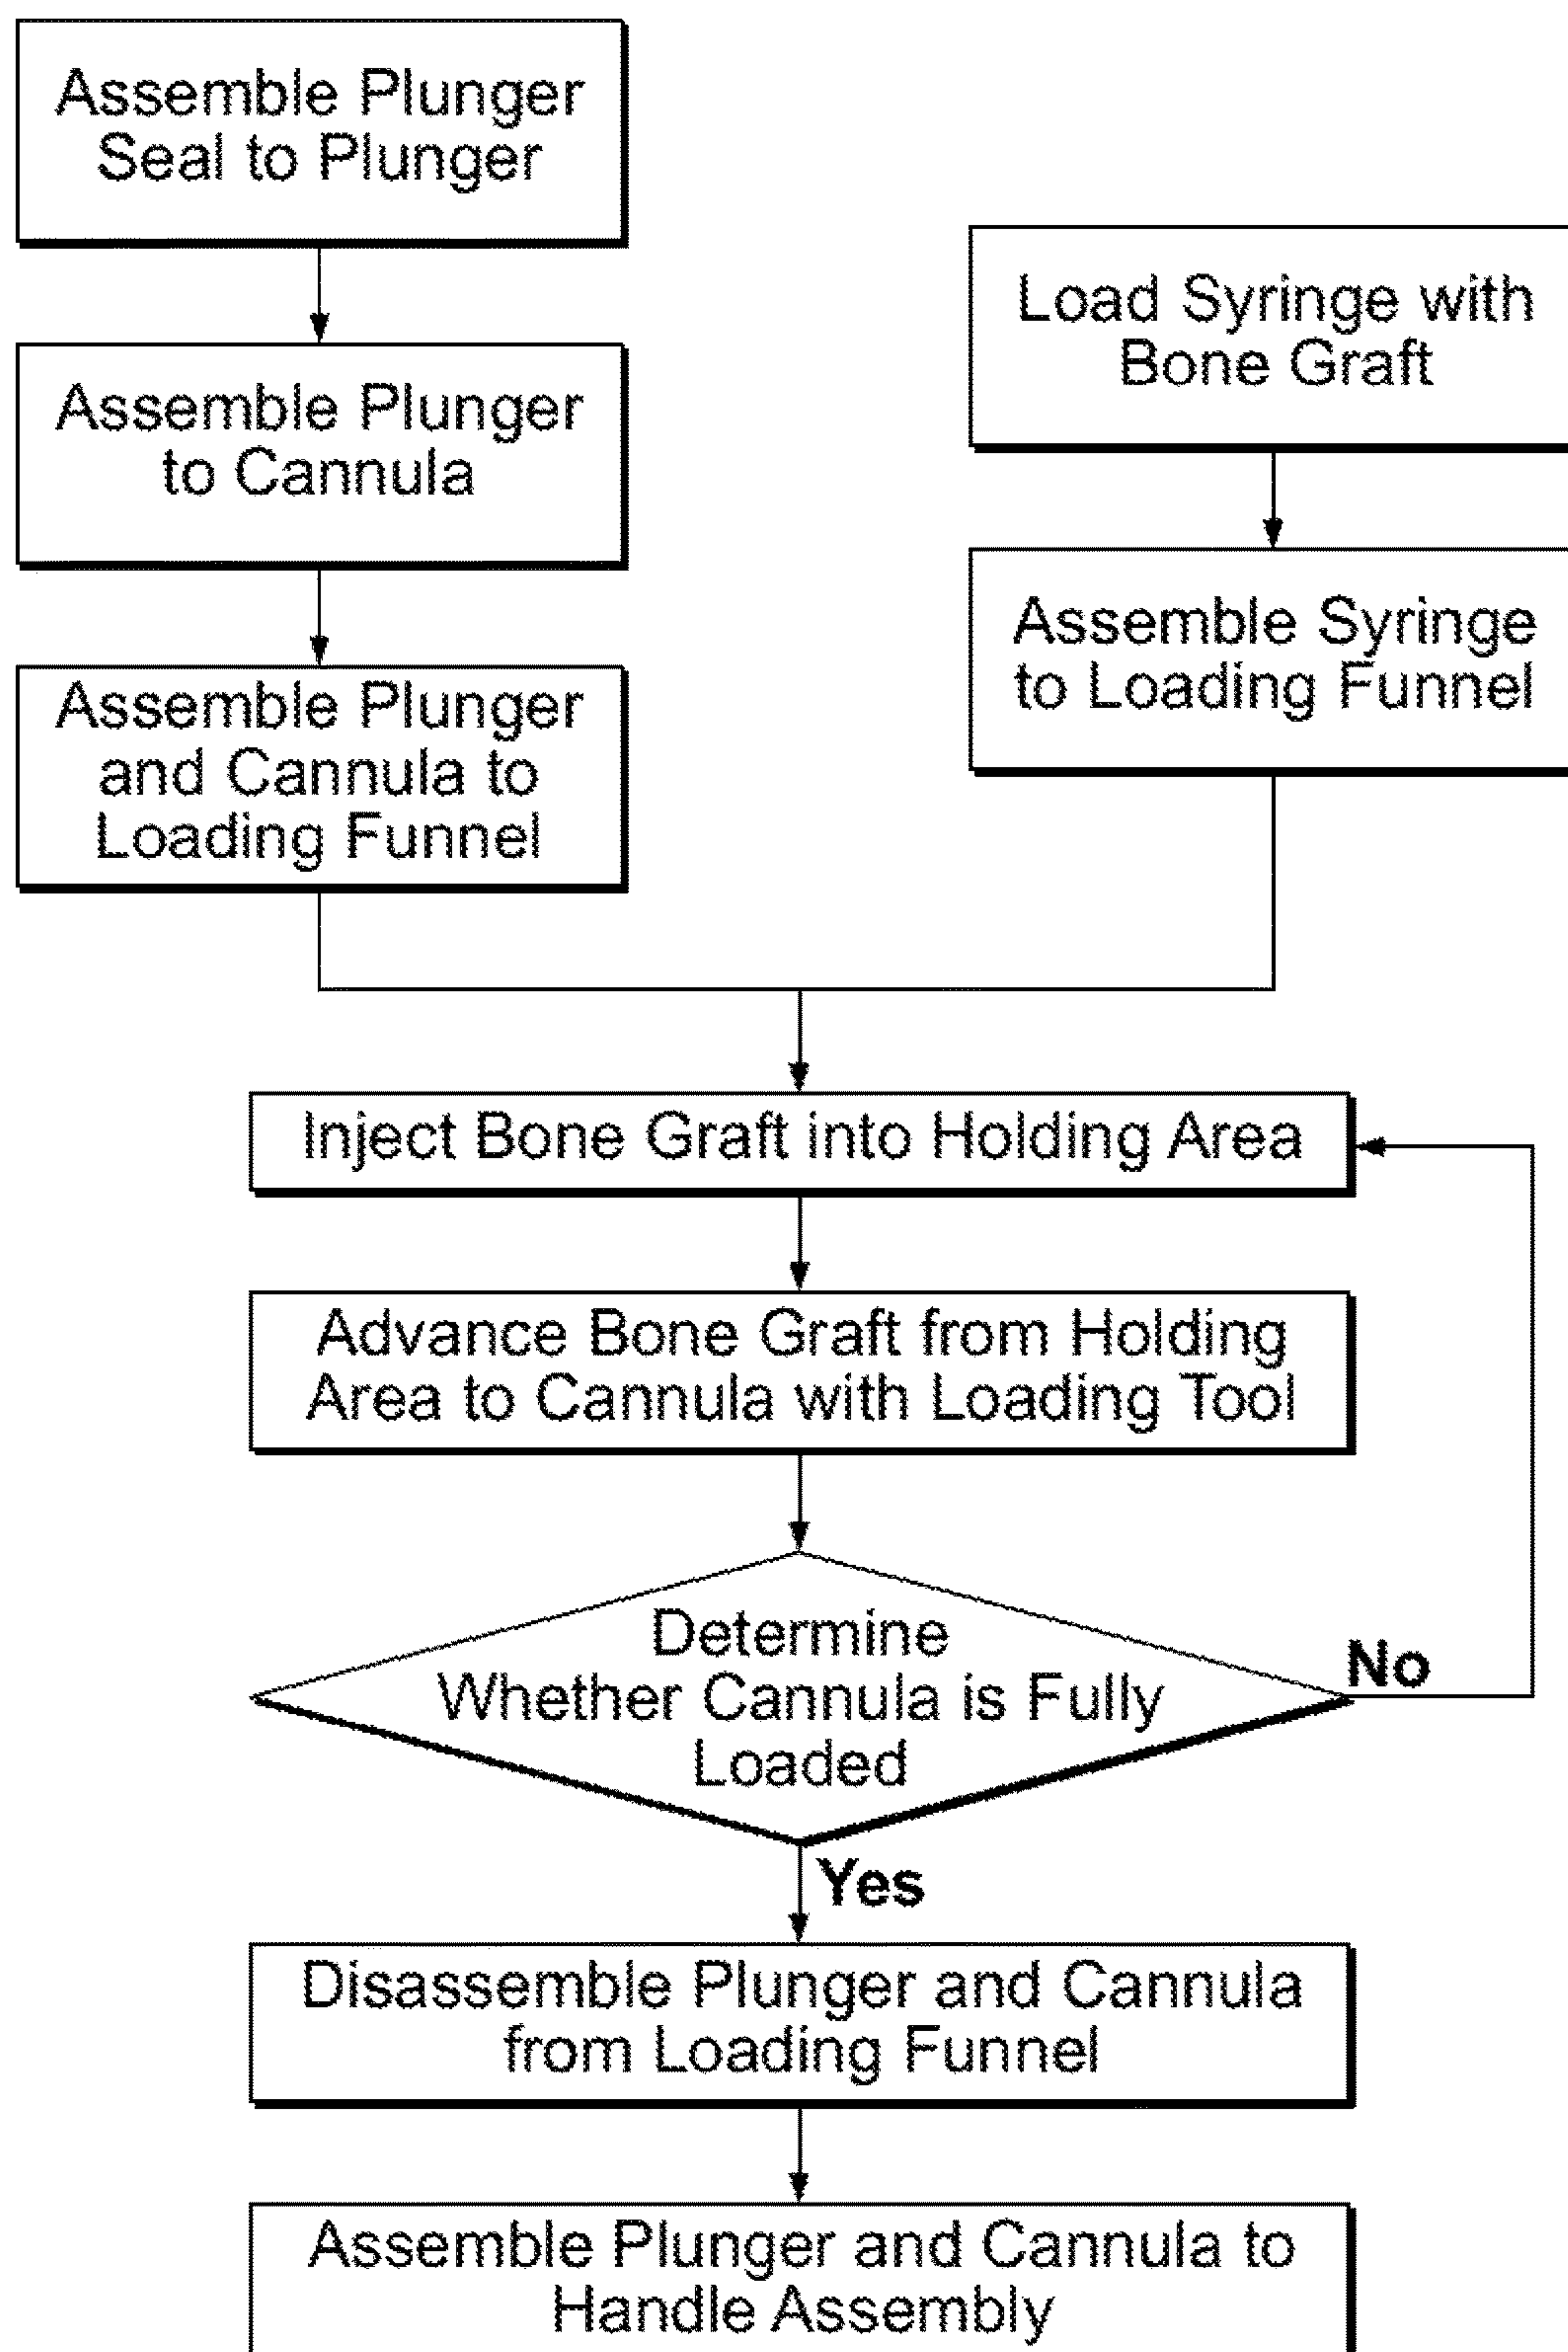 Assemble Plunger
Seal to Plunger
Assemble Plunger
to Cannula
Assemble Plunger
and Cannula to
Loading Funnel
Load Syringe with
Bone Graft
Assemble Syringe
to Loading Funnel
Inject Bone Graft into Holding Area
Advance Bone Graft from Holding
Area to Cannula with Loading Tool
Determine
Whether Cannula is Fully
Loaded
No
Yes
Disassemble Plunger and Cannula
from Loading Funnel
Assemble Plunger and Cannula to
Handle Assembly